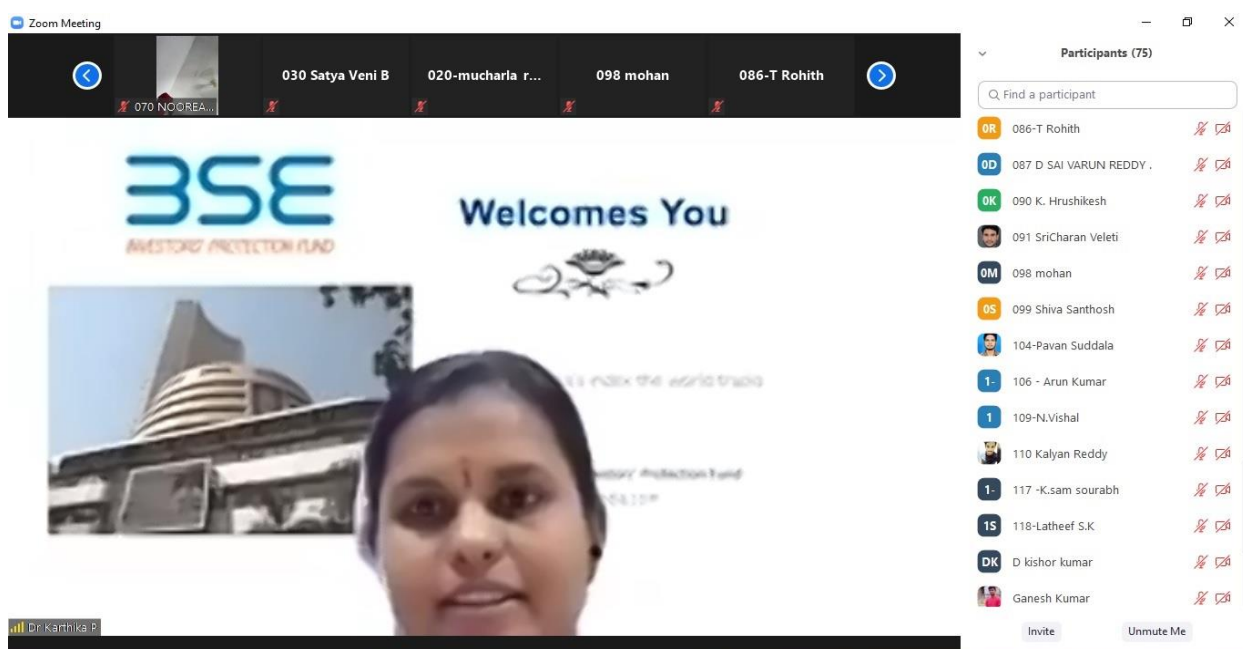 Zoom Meeting
070 NOOREA...
030 Satya Veni B
020-mucharla r...
098 mohan
086-T Rohith
BSE
INVESTORS' PROTECTION FUND
Welcomes You
Dr Karthika P
Participants (75)
Find a participant
0R 086-T Rohith
0D 087 D SAI VARUN REDDY .
0K 090 K. Hrushikesh
091 SriCharan Veleti
0M 098 mohan
0S 099 Shiva Santhosh
104-Pavan Suddala
1- 106 - Arun Kumar
1 109-N.Vishal
110 Kalyan Reddy
1- 117 -K.sam sourabh
1S 118-Latheef S.K
DK D kishor kumar
Ganesh Kumar
Invite Unmute Me